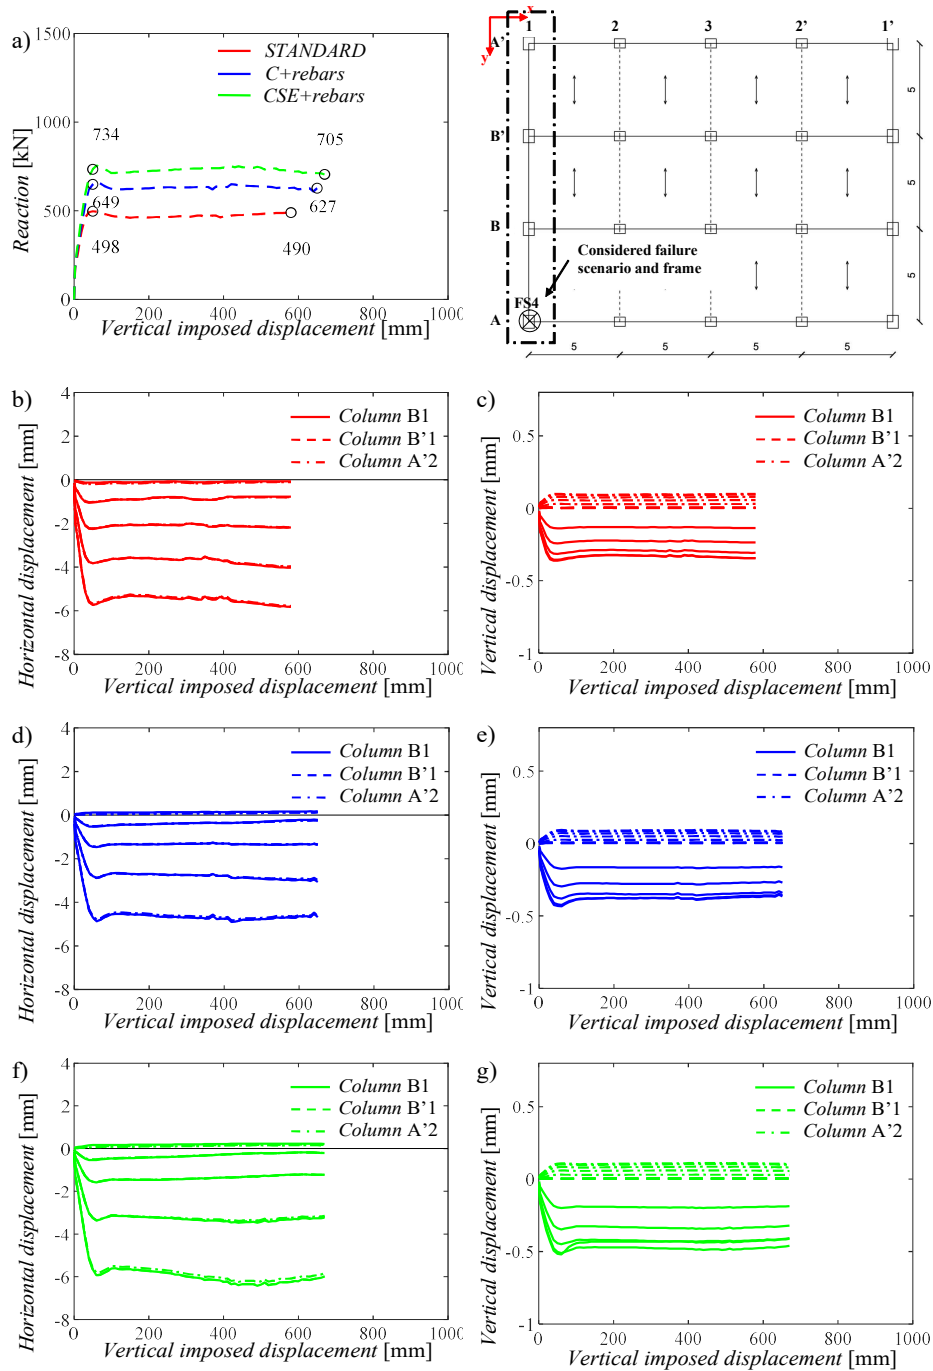 a)
Reaction [kN]
1500
1000
500
0
STANDARD
C+rebars
CSE+rebars
734
705
649
627
498
490
0 200 400 600 800 1000
Vertical imposed displacement [mm]
x
y
1 2 3 2’ 1’
A’
B’
B
A
5
5
5
Considered failure
scenario and frame
FS4
5 5 5 5
b)
Horizontal displacement [mm]
4
2
0
-2
-4
-6
-8
Column B1
Column B’1
Column A’2
0 200 400 600 800 1000
Vertical imposed displacement [mm]
c)
Vertical displacement [mm]
0.5
0
-0.5
-1
Column B1
Column B’1
Column A’2
0 200 400 600 800 1000
Vertical imposed displacement [mm]
d)
Horizontal displacement [mm]
4
2
0
-2
-4
-6
-8
Column B1
Column B’1
Column A’2
0 200 400 600 800 1000
Vertical imposed displacement [mm]
e)
Vertical displacement [mm]
0.5
0
-0.5
-1
Column B1
Column B’1
Column A’2
0 200 400 600 800 1000
Vertical imposed displacement [mm]
f)
Horizontal displacement [mm]
4
2
0
-2
-4
-6
-8
Column B1
Column B’1
Column A’2
0 200 400 600 800 1000
Vertical imposed displacement [mm]
g)
Vertical displacement [mm]
0.5
0
-0.5
-1
Column B1
Column B’1
Column A’2
0 200 400 600 800 1000
Vertical imposed displacement [mm]